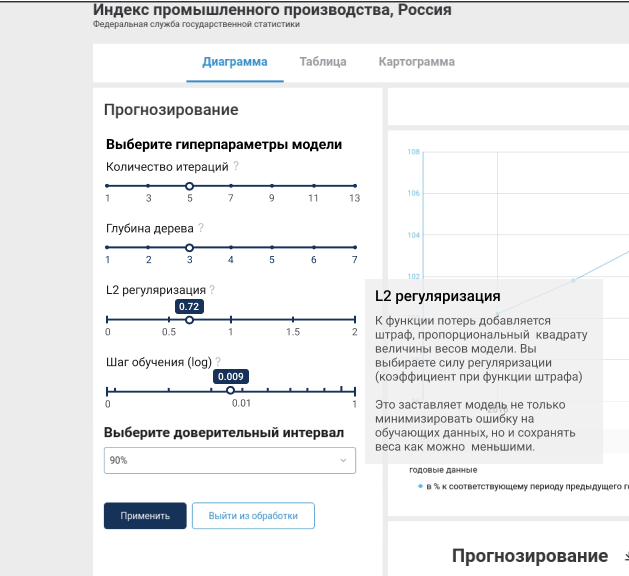 Индекс промышленного производства, Россия
Федеральная служба государственной статистики
Диаграмма Таблица Картограмма
Прогнозирование
Выберите гиперпараметры модели
Количество итераций ?
1 3 5 7 9 11 13
Глубина дерева ?
1 2 3 4 5 6 7
L2 регуляризация ?
0.72
0 0.5 1 1.5 2
Шаг обучения (log) ?
0.009
0 0.01 1
Выберите доверительный интервал
90%
Применить Выйти из обработки
108
106
104
102
L2 регуляризация
К функции потерь добавляется
штраф, пропорциональный квадрату
величины весов модели. Вы
выбираете силу регуляризации
(коэффициент при функции штрафа)
Это заставляет модель не только
минимизировать ошибку на
обучающих данных, но и сохранять
веса как можно меньшими.
годовые данные
в % к соответствующему периоду предыдущего
Прогнозирование